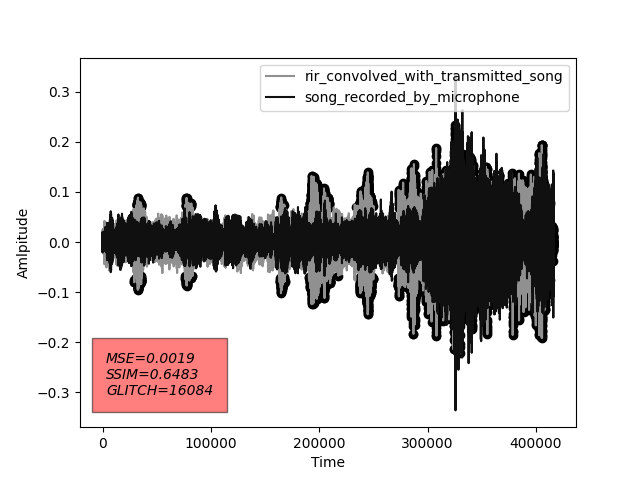 rir_convolved_with_transmitted_song
song_recorded_by_microphone
0.3
0.2
0.1
0.0
−0.1
−0.2
−0.3
Amlpitude
MSE=0.0019
SSIM=0.6483
GLITCH=16084
0 100000 200000 300000 400000
Time